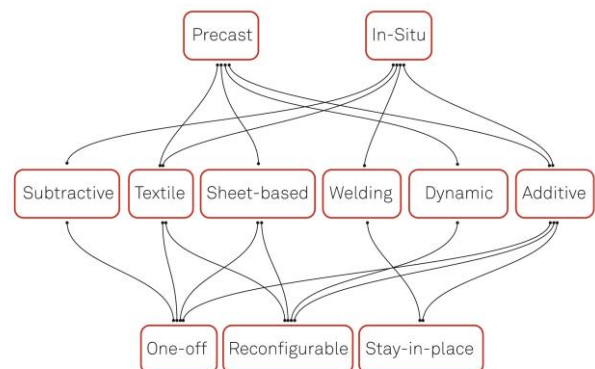 Precast
In-Situ
Subtractive
Textile
Sheet-based
Welding
Dynamic
Additive
One-off
Reconfigurable
Stay-in-place